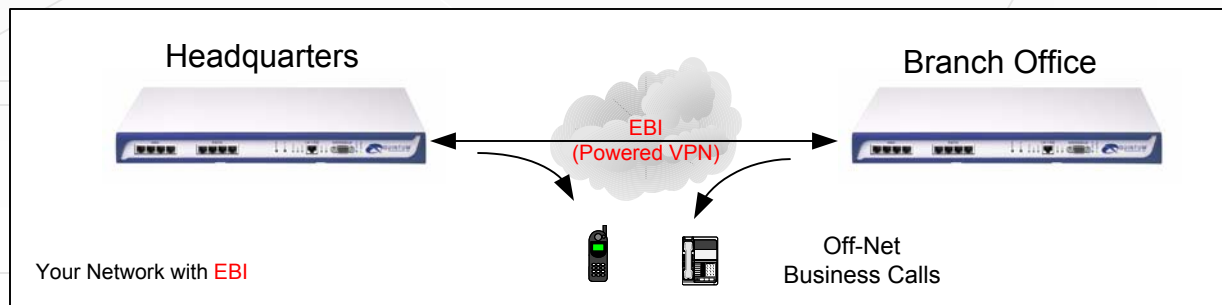 Headquarters
Branch Office
EBI
(Powered VPN)
Off-Net
Business Calls
Your Network with EBI